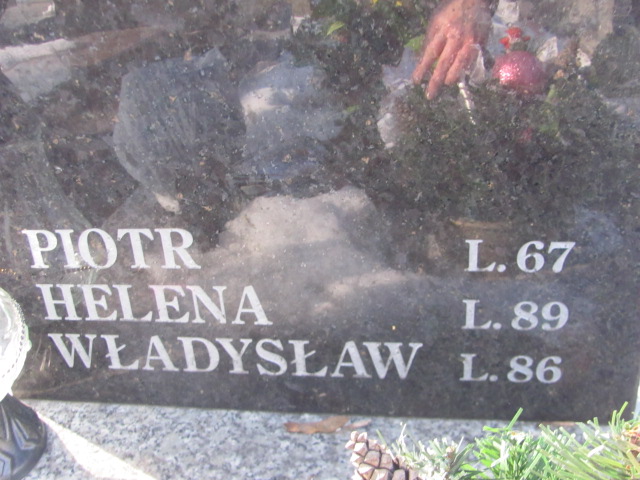 PIOTR L. 67
HELENA L. 89
WŁADYSŁAW L. 86